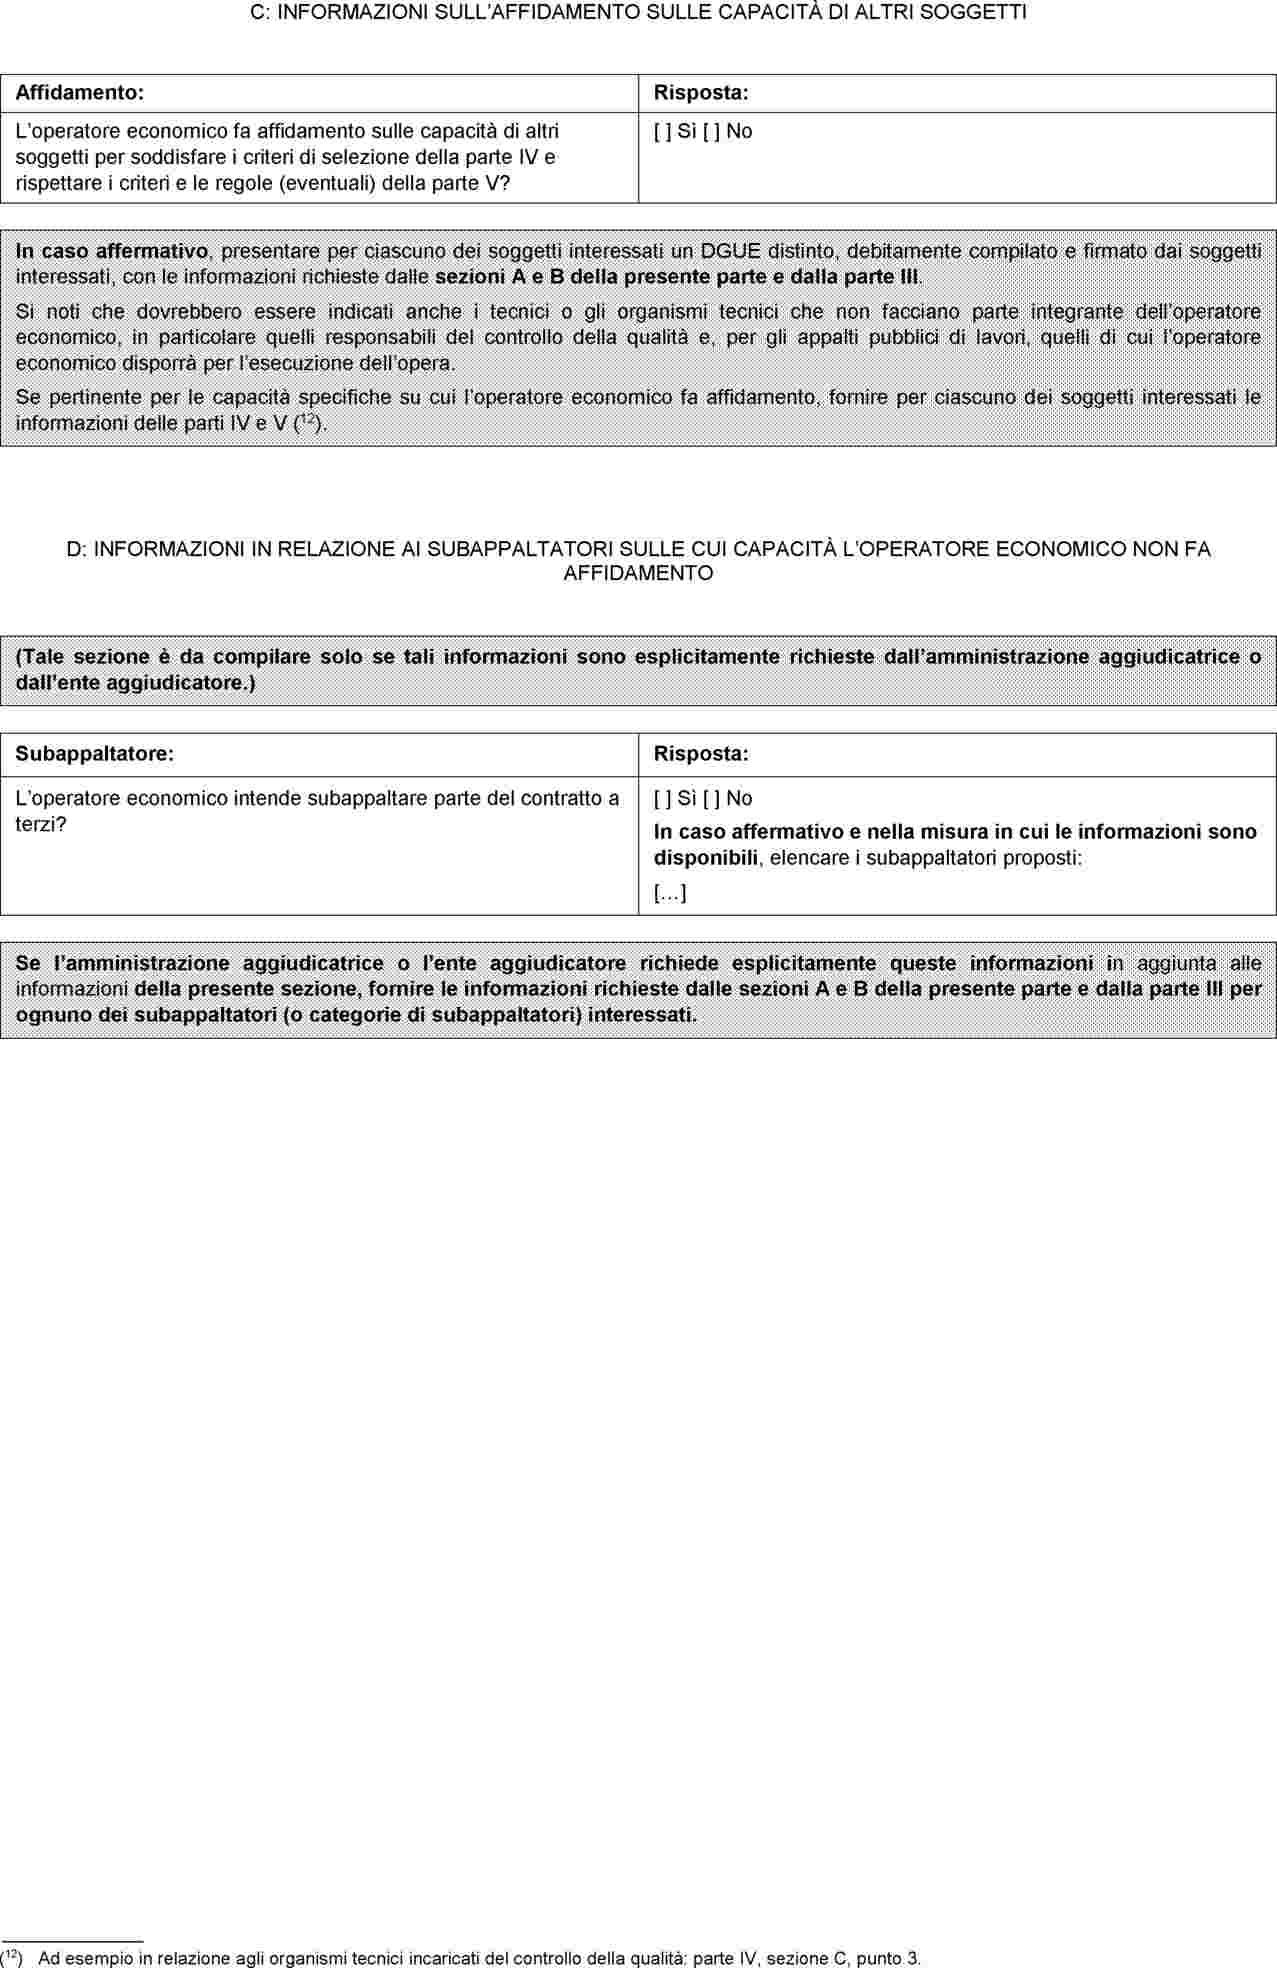 C: INFORMAZIONI SULL'AFFIDAMENTO SULLE CAPACITÀ DI ALTRI SOGGETTI
Affidamento:
Risposta:
L'operatore economico fa affidamento sulle capacità di altri
soggetti per soddisfare i criteri di selezione della parte IV e
rispettare i criteri e le regole (eventuali) della parte V?
[ ] Sì [ ] No
In caso affermativo, presentare per ciascuno dei soggetti interessati un DGUE distinto, debitamente compilato e firmato dai soggetti
interessati, con le informazioni richieste dalle sezioni A e B della presente parte e dalla parte III.
Si noti che dovrebbero essere indicati anche i tecnici o gli organismi tecnici che non facciano parte integrante dell'operatore
economico, in particolare quelli responsabili del controllo della qualità e, per gli appalti pubblici di lavori, quelli di cui l'operatore
economico disporrà per l'esecuzione dell'opera.
Se pertinente per le capacità specifiche su cui l'operatore economico fa affidamento, fornire per ciascuno dei soggetti interessati le
informazioni delle parti IV e V (12).
D: INFORMAZIONI IN RELAZIONE AI SUBAPPALTATORI SULLE CUI CAPACITÀ L'OPERATORE ECONOMICO NON FA
AFFIDAMENTO
(Tale sezione è da compilare solo se tali informazioni sono esplicitamente richieste dall'amministrazione aggiudicatrice o
dall'ente aggiudicatore.)
Subappaltatore:
Risposta:
L'operatore economico intende subappaltare parte del contratto a
terzi?
[ ] Sì [ ] No
In caso affermativo e nella misura in cui le informazioni sono
disponibili, elencare i subappaltatori proposti:
[…]
Se l'amministrazione aggiudicatrice o l'ente aggiudicatore richiede esplicitamente queste informazioni in aggiunta alle
informazioni della presente sezione, fornire le informazioni richieste dalle sezioni A e B della presente parte e dalla parte III per
ognuno dei subappaltatori (o categorie di subappaltatori) interessati.
(12) Ad esempio in relazione agli organismi tecnici incaricati del controllo della qualità: parte IV, sezione C, punto 3.